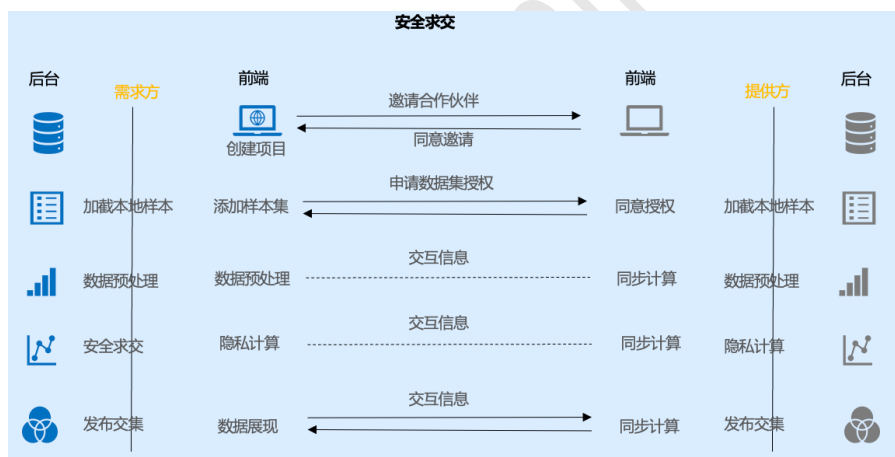 安全求交
后台 前端 前端 后台
需求方 提供方
邀请合作伙伴
创建项目 同意邀请
申请数据集授权
加截本地样本 添加样本集 同意授权 加截本地样本
交互信息
数据预处理 数据预处理 同步计算 数据预处理
交互信息
安全求交 隐私计算 同步计算 隐私计算
交互信息
发布交集 数据展现 同步计算 发布交集